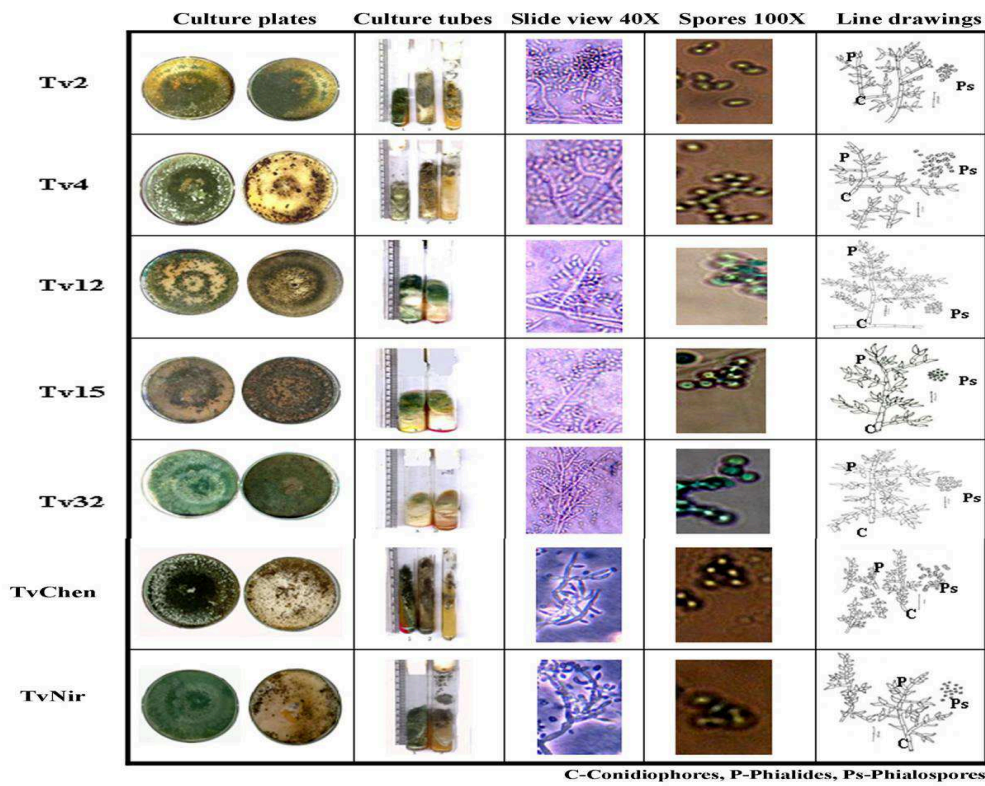 Culture plates Culture tubes Slide view 40X Spores 100X Line drawings
Tv2
P
C
Ps
Tv4
P
C
Ps
Tv12
P
C
Ps
Tv15
P
C
Ps
Tv32
P
C
Ps
TvChen
P
C
Ps
TvNir
P
C
Ps
C-Conidiophores, P-Phialides, Ps-Phialospores